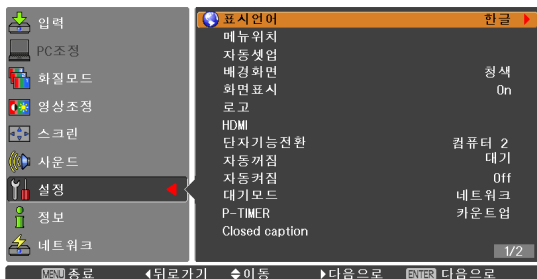 입력
PC조정
화질모드
영상조정
스크린
사운드
설정
정보
네트워크
표시언어 한글
메뉴위치
자동셋업
배경화면 청색
화면표시 On
로고
HDMI
단자기능전환 컴퓨터 2
자동꺼짐 대기
자동켜짐 Off
대기모드 네트워크
P-TIMER 카운트업
Closed caption
1/2
MENU 종료 뒤로가기 이동 다음으로 ENTER 다음으로